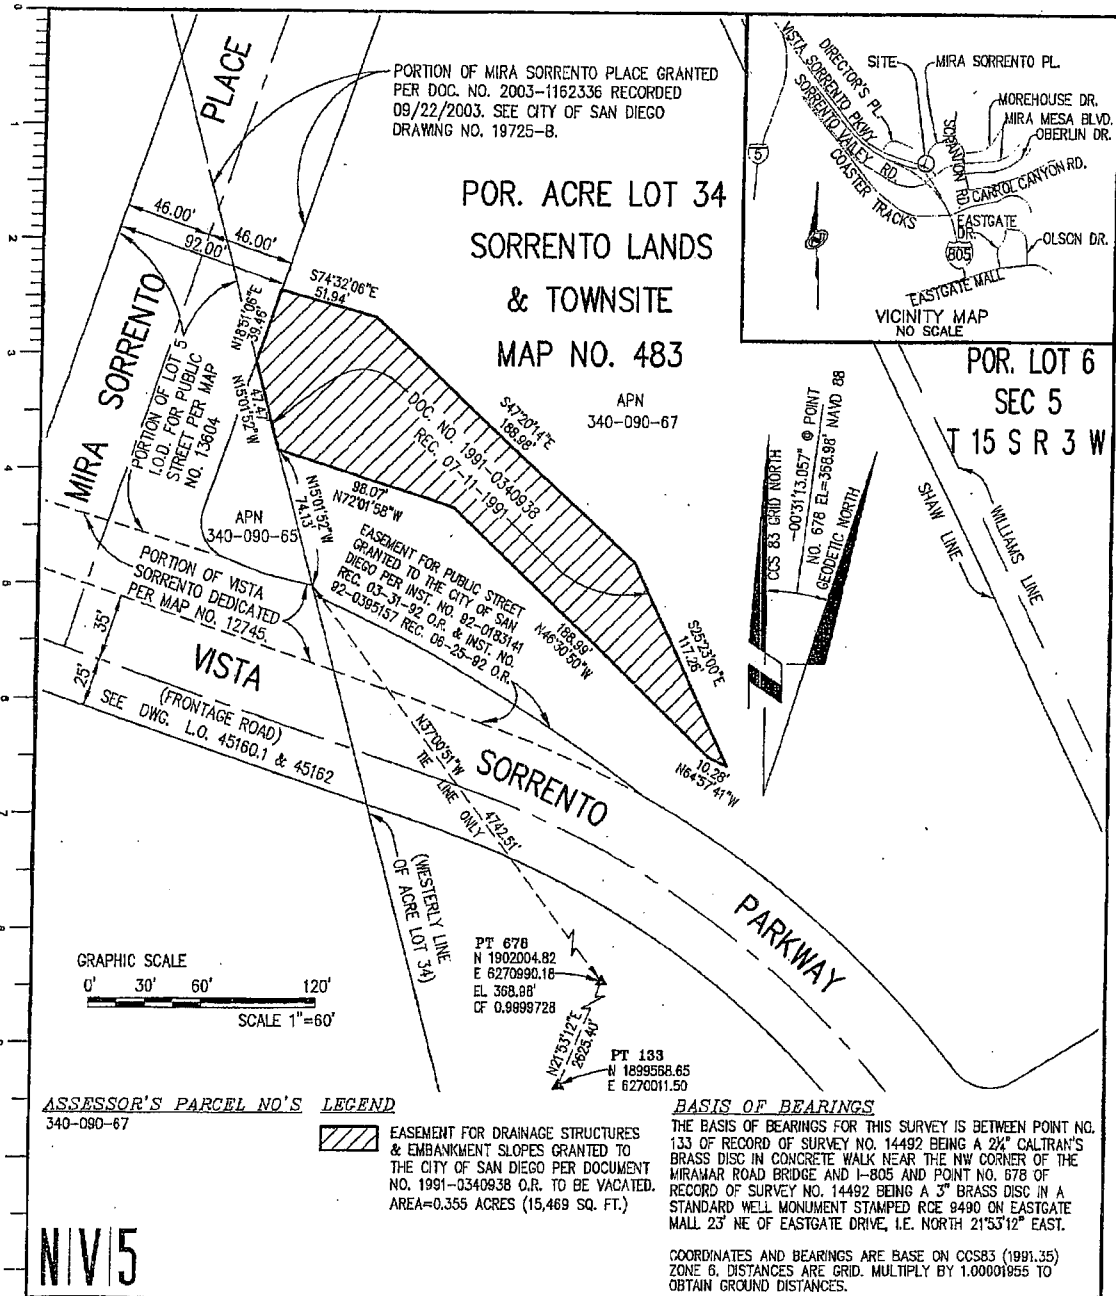 PLACE
PORTION OF MIRA SORRENTO PLACE GRANTED
PER DOC. NO. 2003-1162336 RECORDED
09/22/2003. SEE CITY OF SAN DIEGO
DRAWING NO. 19725-B.
POR. ACRE LOT 34
SORRENTO LANDS
& TOWNSITE
MAP NO. 483
APN
340-090-67
VISTA SORRENTO PKWY
DIRECTOR'S PL.
SORRENTO VALLEY RD.
COASTER TRACKS
SITE
MIRA SORRENTO PL.
MOREHOUSE DR.
MIRA MESA BLVD.
OBERLIN DR.
SCRANTON RD
CARROL CANYON RD.
EASTGATE
DR.
OLSON DR.
5
805
EASTGATE MALL
VICINITY MAP
NO SCALE
POR. LOT 6
SEC 5
T 15 S R 3 W
46.00'
46.00'
92.00'
S74°32'06"E
51.94'
N18°51'06"E
39.46'
N15°01'52"W
47.47'
MIRA SORRENTO
PORTION OF LOT 5
I.O.D. FOR PUBLIC
STREET PER MAP
NO. 13604
DOC. NO. 1991-0340938
REC. 07-11-1991
S47°20'14"E
188.98'
98.07'
N72°01'58"W
N15°01'52"W
74.13'
APN
340-090-65
EASEMENT FOR PUBLIC STREET
GRANTED TO THE CITY OF SAN
DIEGO PER INST. NO. 92-0183141
REC. 03-31-92 O.R. & INST. NO.
92-0395157 REC. 06-25-92 O.R.
188.99'
N46°30'50"W
S25°23'00"E
117.26'
10.28'
N64°57'41"W
CCS 83 GRID NORTH
-00°31'13.057" @ POINT
NO. 678 EL=368.98' NAVD 88
GEODETIC NORTH
SHAW LINE
WILLIAMS LINE
PORTION OF VISTA
SORRENTO DEDICATED
PER MAP NO. 12745.
35'
25'
VISTA
(FRONTAGE ROAD)
SEE DWG. L.O. 45160.1 & 45162
SORRENTO
PARKWAY
N37°00'51"W
4742.51'
TIE LINE ONLY
(WESTERLY LINE
OF ACRE LOT 34)
PT 678
N 1902004.82
E 6270990.18
EL 368.98'
CF 0.9999728
N21°53'12"E
2625.40'
PT 133
N 1899568.65
E 6270011.50
GRAPHIC SCALE
0' 30' 60' 120'
SCALE 1"=60'
ASSESSOR'S PARCEL NO'S
340-090-67
LEGEND
EASEMENT FOR DRAINAGE STRUCTURES
& EMBANKMENT SLOPES GRANTED TO
THE CITY OF SAN DIEGO PER DOCUMENT
NO. 1991-0340938 O.R. TO BE VACATED.
AREA=0.355 ACRES (15,469 SQ. FT.)
BASIS OF BEARINGS
THE BASIS OF BEARINGS FOR THIS SURVEY IS BETWEEN POINT NO.
133 OF RECORD OF SURVEY NO. 14492 BEING A 2¼" CALTRAN'S
BRASS DISC IN CONCRETE WALK NEAR THE NW CORNER OF THE
MIRAMAR ROAD BRIDGE AND I-805 AND POINT NO. 678 OF
RECORD OF SURVEY NO. 14492 BEING A 3" BRASS DISC IN A
STANDARD WELL MONUMENT STAMPED RCE 9490 ON EASTGATE
MALL 23' NE OF EASTGATE DRIVE, I.E. NORTH 21°53'12" EAST.
COORDINATES AND BEARINGS ARE BASE ON CCS83 (1991.35)
ZONE 6. DISTANCES ARE GRID. MULTIPLY BY 1.00001955 TO
OBTAIN GROUND DISTANCES.
N|V|5